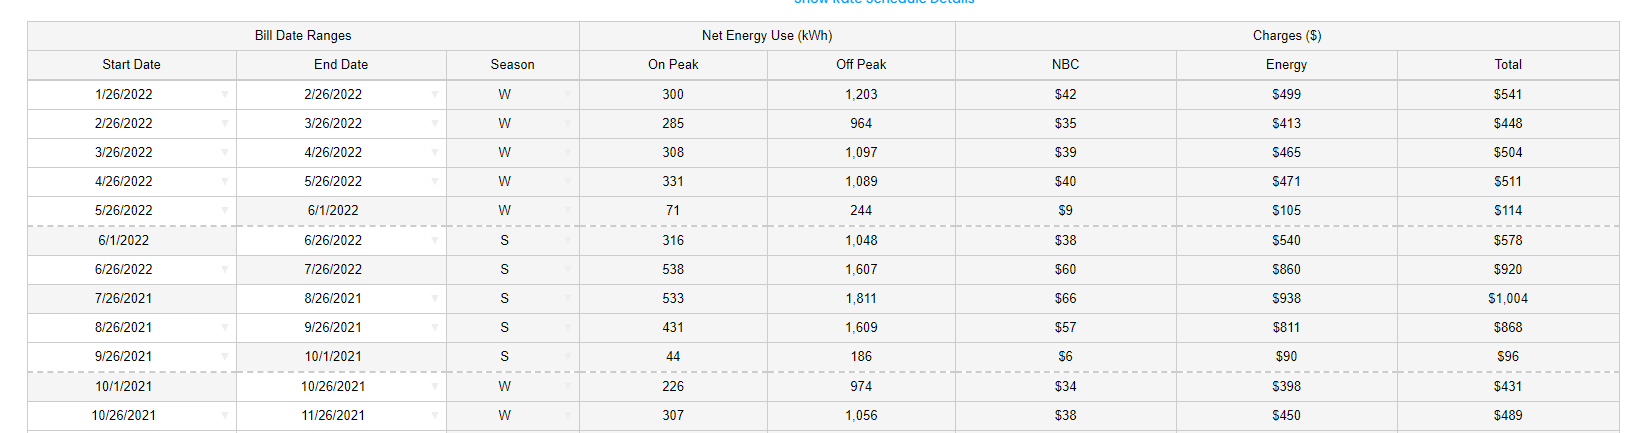 Show Rate Schedule Details
Bill Date Ranges Net Energy Use (kWh) Charges ($)
Start Date End Date Season On Peak Off Peak NBC Energy Total
1/26/2022 2/26/2022 W 300 1,203 $42 $499 $541
2/26/2022 3/26/2022 W 285 964 $35 $413 $448
3/26/2022 4/26/2022 W 308 1,097 $39 $465 $504
4/26/2022 5/26/2022 W 331 1,089 $40 $471 $511
5/26/2022 6/1/2022 W 71 244 $9 $105 $114
6/1/2022 6/26/2022 S 316 1,048 $38 $540 $578
6/26/2022 7/26/2022 S 538 1,607 $60 $860 $920
7/26/2021 8/26/2021 S 533 1,811 $66 $938 $1,004
8/26/2021 9/26/2021 S 431 1,609 $57 $811 $868
9/26/2021 10/1/2021 S 44 186 $6 $90 $96
10/1/2021 10/26/2021 W 226 974 $34 $398 $431
10/26/2021 11/26/2021 W 307 1,056 $38 $450 $489